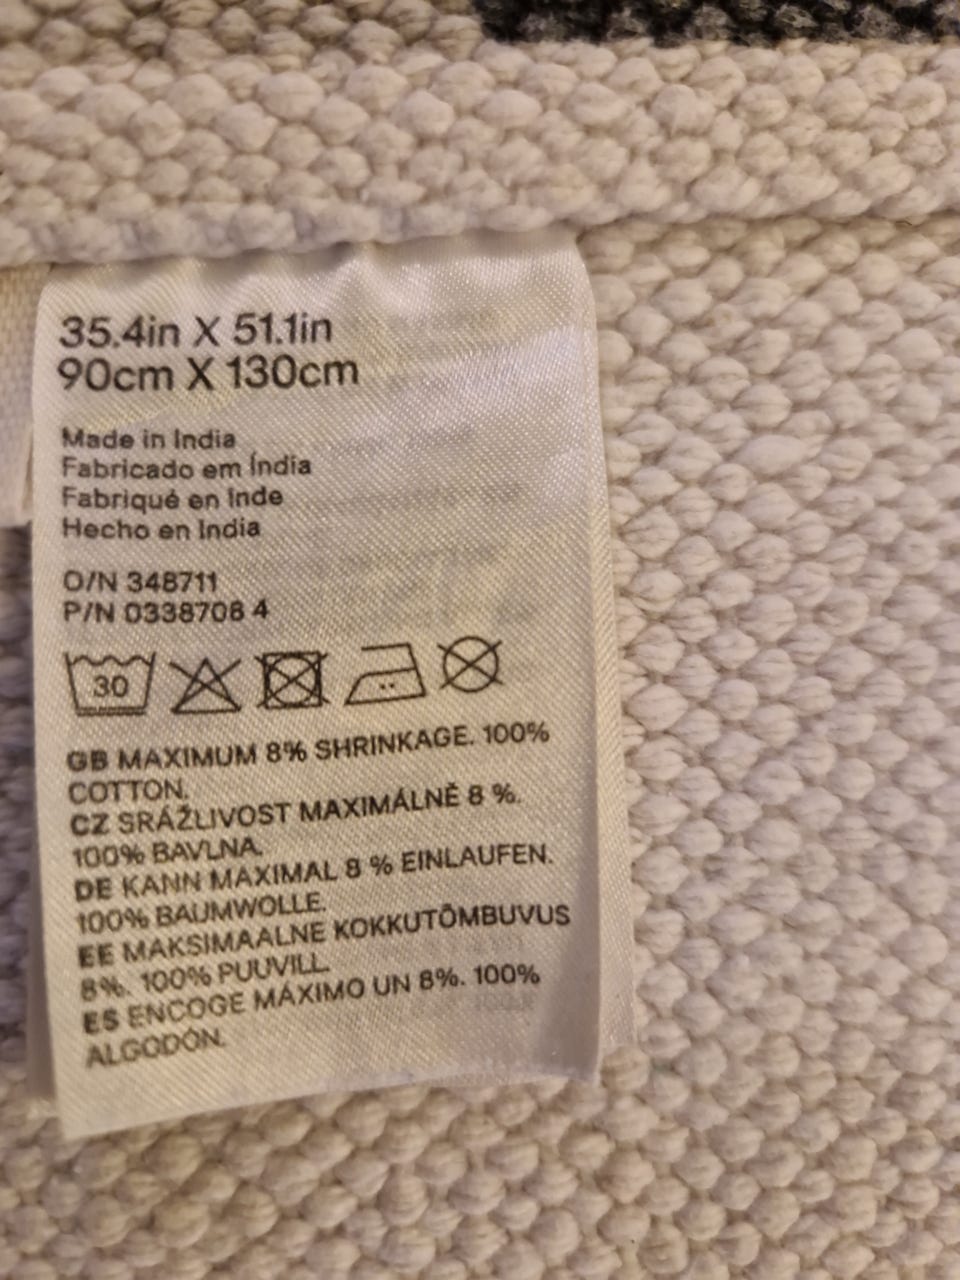 35.4in X 51.1in
90cm X 130cm
Made in India
Fabricado em Índia
Fabriqué en Inde
Hecho en India
O/N 348711
P/N 0338708 4
30
GB MAXIMUM 8% SHRINKAGE. 100%
COTTON.
CZ SRÁŽLIVOST MAXIMÁLNĚ 8 %.
100% BAVLNA.
DE KANN MAXIMAL 8 % EINLAUFEN.
100% BAUMWOLLE.
EE MAKSIMAALNE KOKKUTÕMBUVUS
8%. 100% PUUVILL.
ES ENCOGE MÁXIMO UN 8%. 100%
ALGODÓN.